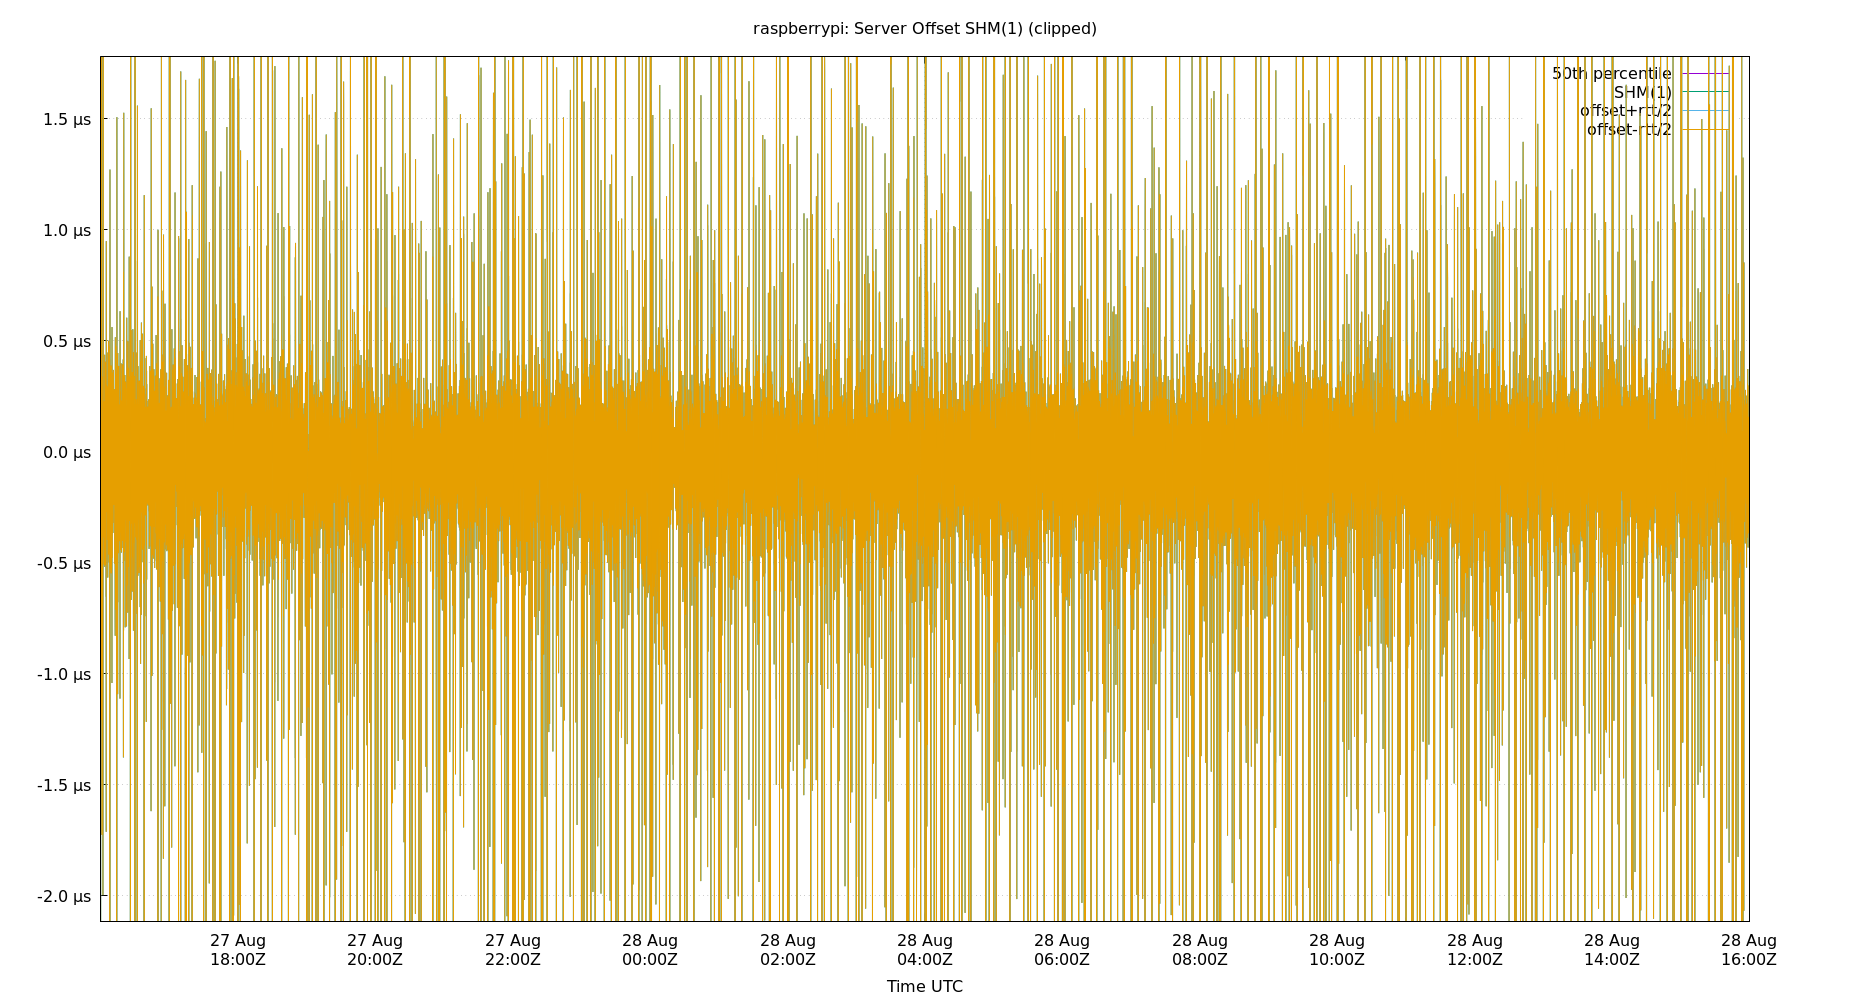 raspberrypi: Server Offset SHM(1) (clipped)
50th percentile
SHM(1)
offset+rtt/2
offset-rtt/2
1.5 µs
1.0 µs
0.5 µs
0.0 µs
-0.5 µs
-1.0 µs
-1.5 µs
-2.0 µs
27 Aug 27 Aug 27 Aug 28 Aug 28 Aug 28 Aug 28 Aug 28 Aug 28 Aug 28 Aug 28 Aug 28 Aug
18:00Z 20:00Z 22:00Z 00:00Z 02:00Z 04:00Z 06:00Z 08:00Z 10:00Z 12:00Z 14:00Z 16:00Z
Time UTC